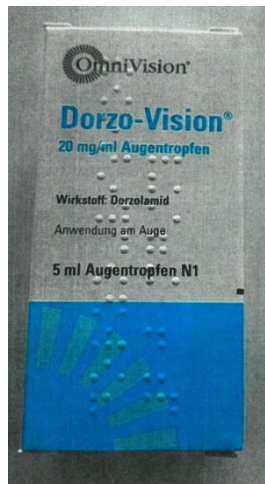 OmniVision®
Dorzo-Vision®
20 mg/ml Augentropfen
Wirkstoff: Dorzolamid
Anwendung am Auge
5 ml Augentropfen N1